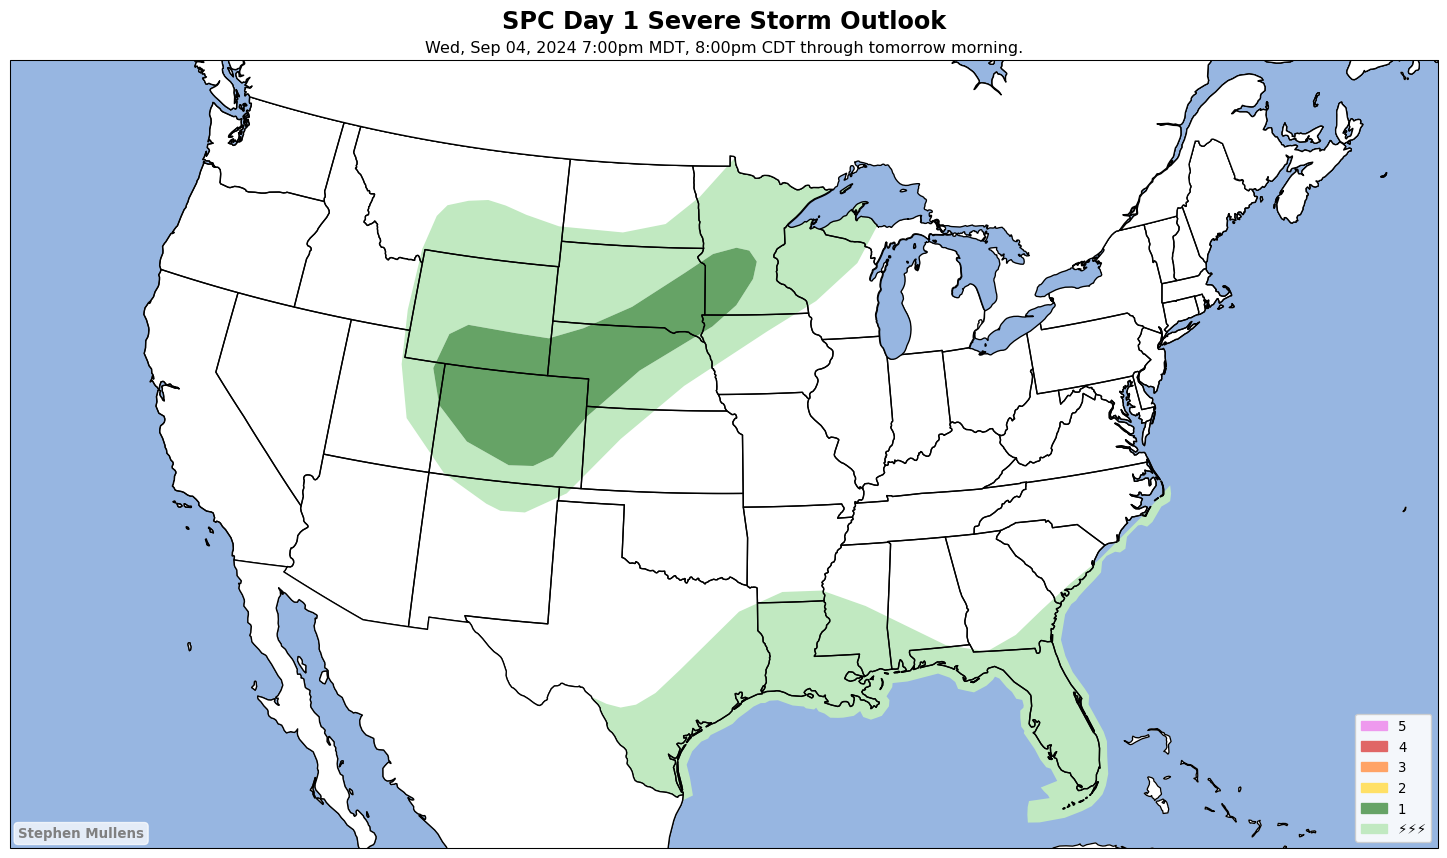 SPC Day 1 Severe Storm Outlook
Wed, Sep 04, 2024 7:00pm MDT, 8:00pm CDT through tomorrow morning.
5
4
3
2
1
⚡⚡⚡
Stephen Mullens